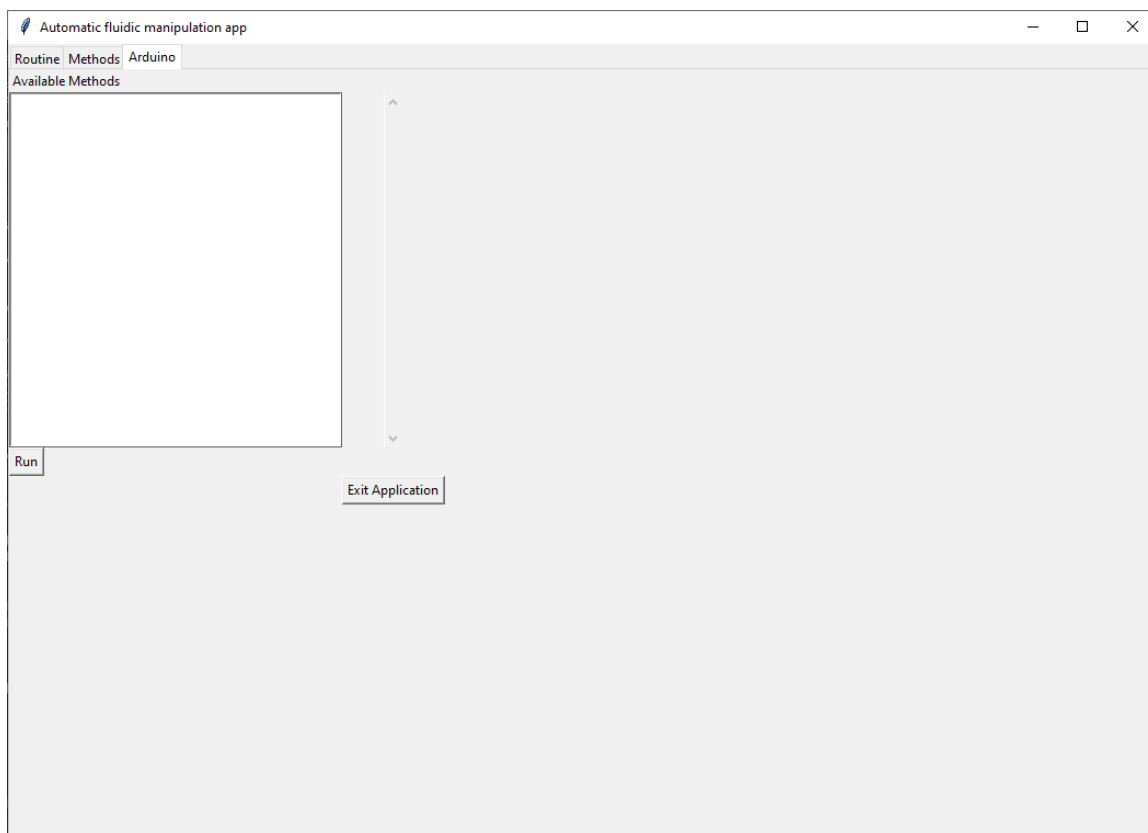 Automatic fluidic manipulation app
Routine Methods Arduino
Available Methods
Run
Exit Application